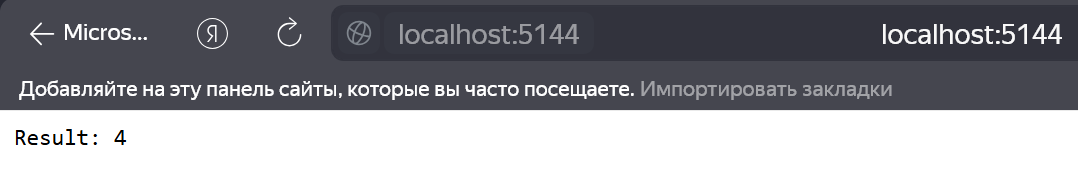 Micros... Я localhost:5144 localhost:5144
Добавляйте на эту панель сайты, которые вы часто посещаете. Импортировать закладки
Result: 4